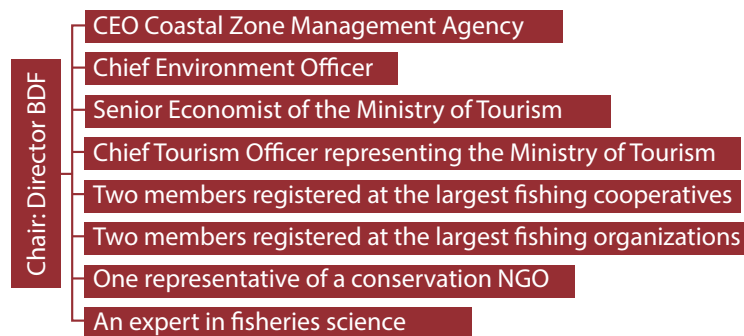 Chair: Director BDF
CEO Coastal Zone Management Agency
Chief Environment Officer
Senior Economist of the Ministry of Tourism
Chief Tourism Officer representing the Ministry of Tourism
Two members registered at the largest fishing cooperatives
Two members registered at the largest fishing organizations
One representative of a conservation NGO
An expert in fisheries science